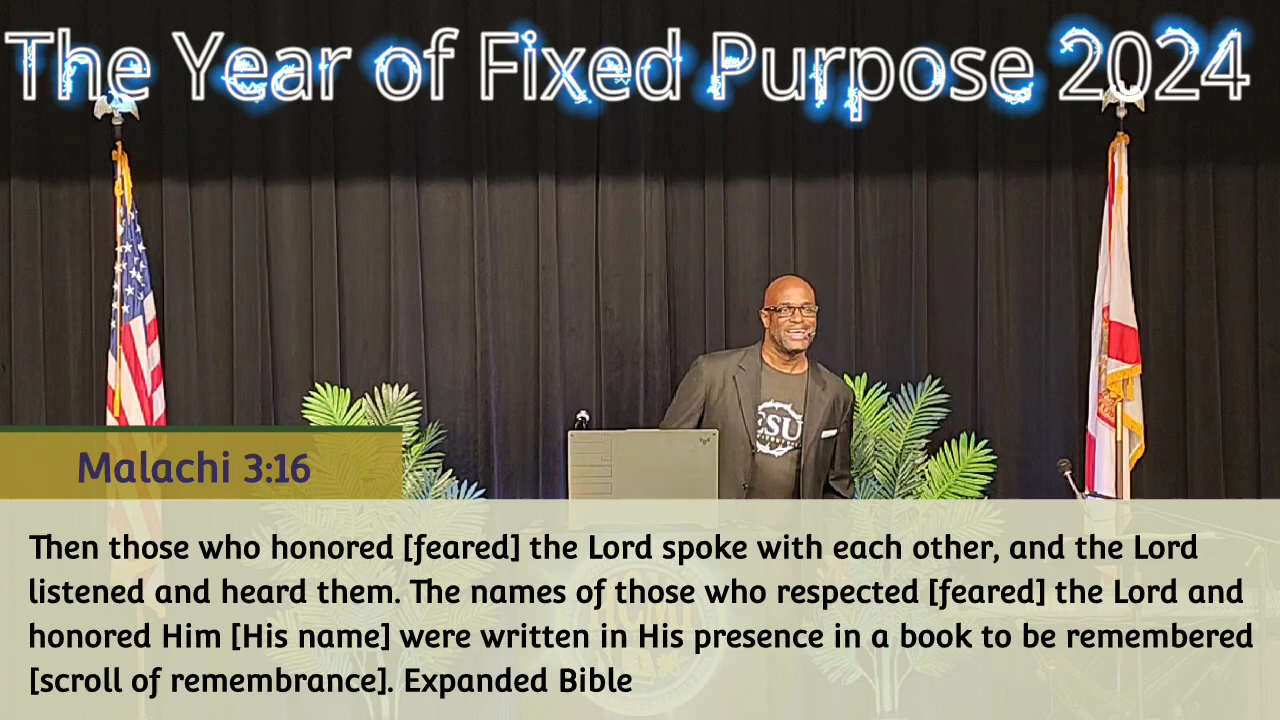 The Year of Fixed Purpose 2024
ESU
Malachi 3:16
Then those who honored [feared] the Lord spoke with each other, and the Lord
listened and heard them. The names of those who respected [feared] the Lord and
honored Him [His name] were written in His presence in a book to be remembered
[scroll of remembrance]. Expanded Bible